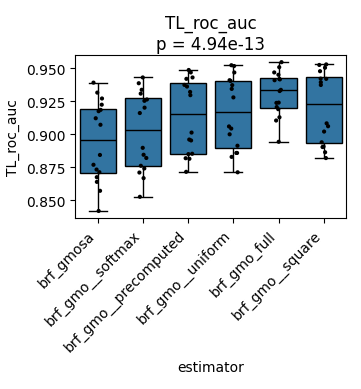 TL_roc_auc
p = 4.94e-13
TL_roc_auc
0.950
0.925
0.900
0.875
0.850
brf_gmosa
brf_gmo__softmax
brf_gmo__precomputed
brf_gmo__uniform
brf_gmo_full
brf_gmo__square
estimator